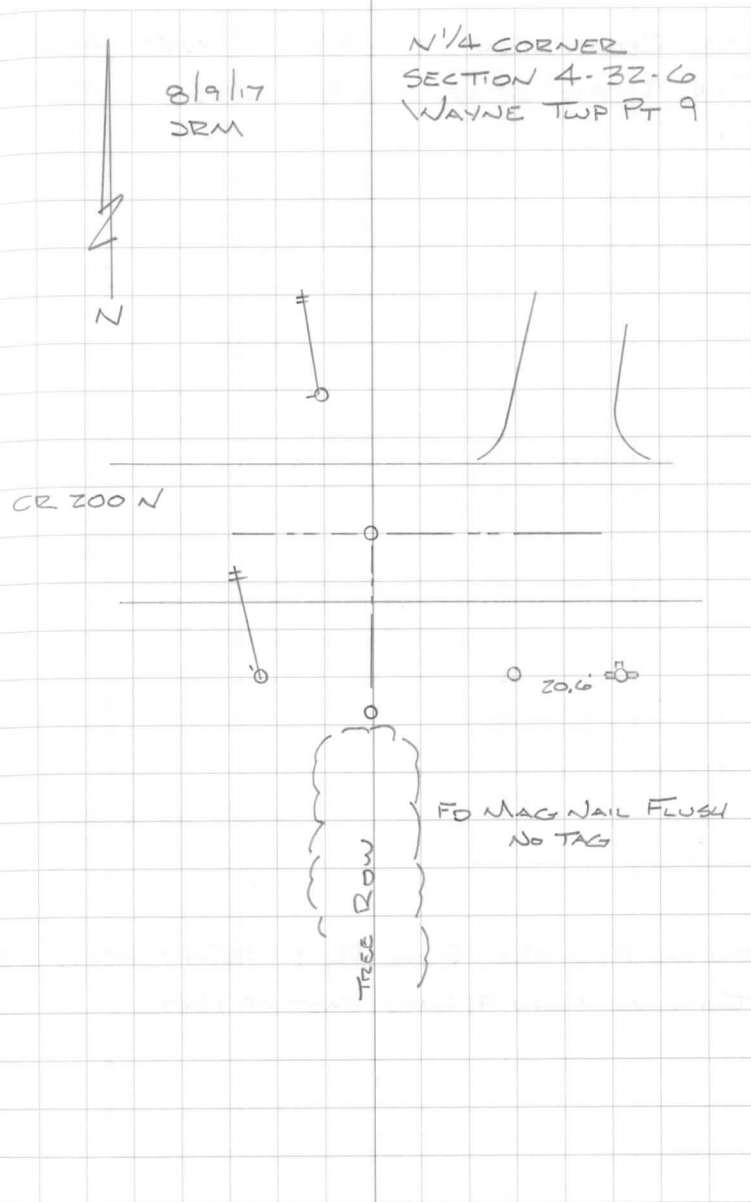 N 1/4 CORNER
SECTION 4-32-6
WAYNE TWP PT 9
8/9/17
DRM
N
CR 200 N
20.6
FD MAG NAIL FLUSH
NO TAG
TREE ROW